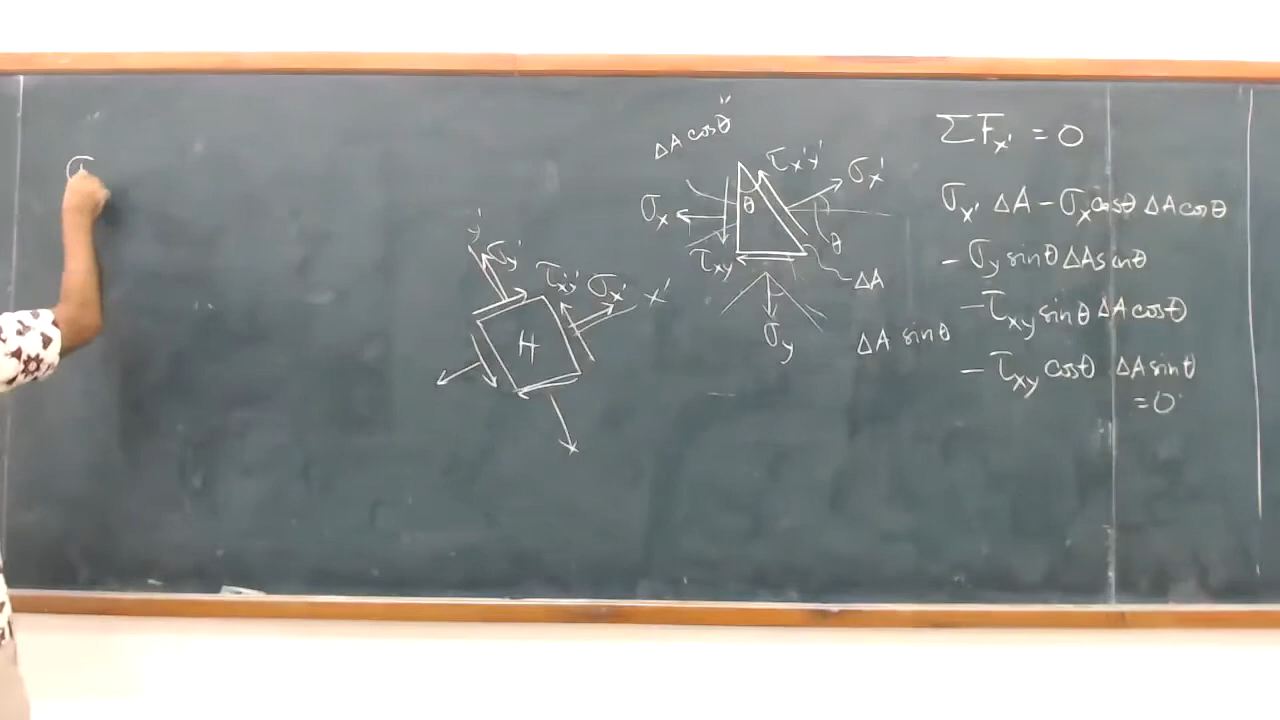 σ
y'
σy'
τx'y'
σx'
x'
H
ΔA cosθ
τx'y'
σx'
θ
σx
θ
τxy
ΔA
σy
ΔA sinθ
ΣFx' = 0
σx' ΔA − σx cosθ ΔA cosθ
− σy sinθ ΔA sinθ
− τxy sinθ ΔA cosθ
− τxy cosθ ΔA sinθ
= 0